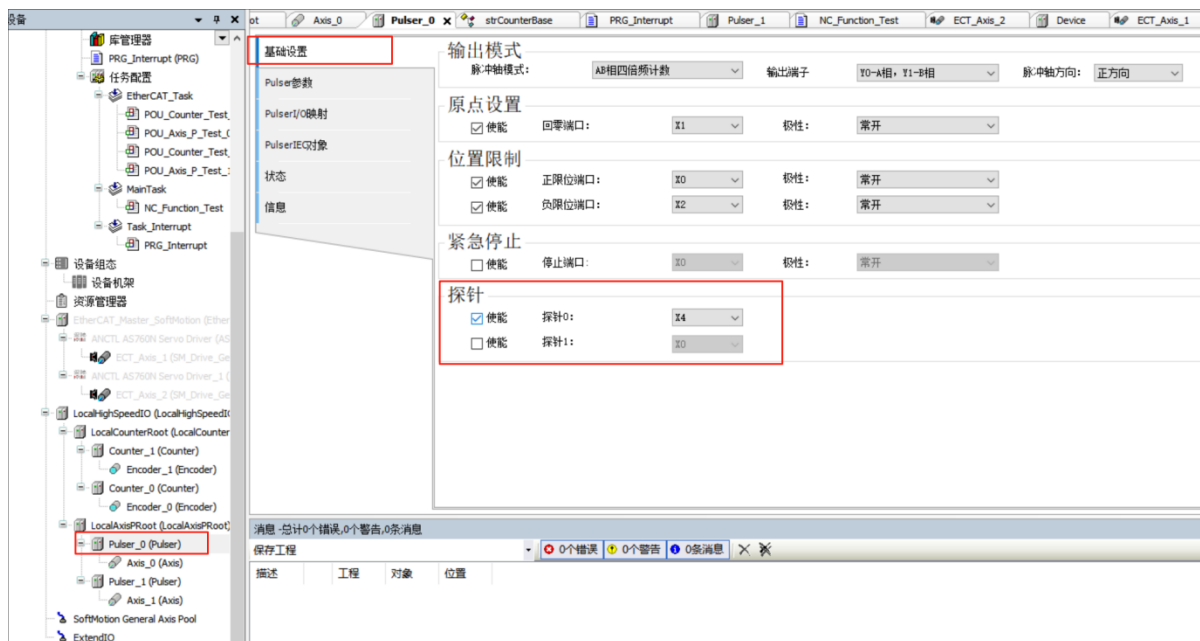 设备
库管理器
PRG_Interrupt (PRG)
任务配置
EtherCAT_Task
POU_Counter_Test_
POU_Axis_P_Test_0
POU_Counter_Test_
POU_Axis_P_Test_1
MainTask
NC_Function_Test
Task_Interrupt
PRG_Interrupt
设备组态
设备机架
资源管理器
EtherCAT_Master_SoftMotion (Ether
ANCTL AS760N Servo Driver (AS
ECT_Axis_1 (SM_Drive_Ge
ANCTL AS760N Servo Driver_1 (
ECT_Axis_2 (SM_Drive_Ge
LocalHighSpeedIO (LocalHighSpeedI
LocalCounterRoot (LocalCounter
Counter_1 (Counter)
Encoder_1 (Encoder)
Counter_0 (Counter)
Encoder_0 (Encoder)
LocalAxisPRoot (LocalAxisPRoot)
Pulser_0 (Pulser)
Axis_0 (Axis)
Pulser_1 (Pulser)
Axis_1 (Axis)
SoftMotion General Axis Pool
ExtendIO
ot Axis_0 Pulser_0 strCounterBase PRG_Interrupt Pulser_1 NC_Function_Test ECT_Axis_2 Device ECT_Axis_1
基础设置
Pulser参数
PulserI/O映射
PulserIEC对象
状态
信息
输出模式
脉冲轴模式: AB相四倍频计数 输出端子 Y0-A相, Y1-B相 脉冲轴方向: 正方向
原点设置
使能 回零端口: X1 极性: 常开
位置限制
使能 正限位端口: X0 极性: 常开
使能 负限位端口: X2 极性: 常开
紧急停止
使能 停止端口: X0 极性: 常开
探针
使能 探针0: X4
使能 探针1: X0
消息 -总计0个错误,0个警告,0条消息
保存工程 0个错误 0个警告 0条消息
描述 工程 对象 位置